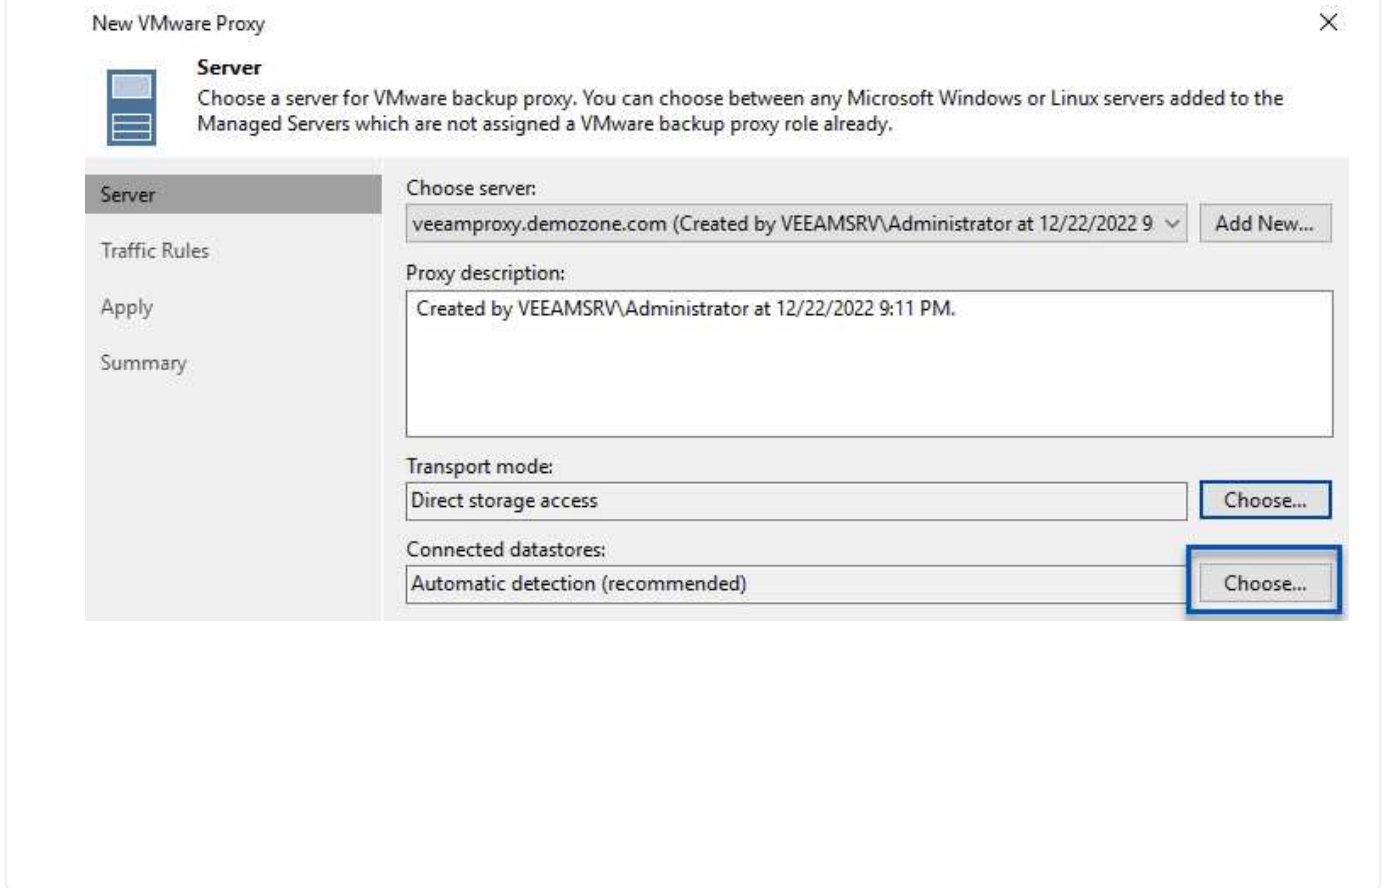 New VMware Proxy
Server
Choose a server for VMware backup proxy. You can choose between any Microsoft Windows or Linux servers added to the
Managed Servers which are not assigned a VMware backup proxy role already.
Server
Traffic Rules
Apply
Summary
Choose server:
veeamproxy.demozone.com (Created by VEEAMSRV\Administrator at 12/22/2022 9
Add New...
Proxy description:
Created by VEEAMSRV\Administrator at 12/22/2022 9:11 PM.
Transport mode:
Direct storage access
Choose...
Connected datastores:
Automatic detection (recommended)
Choose...